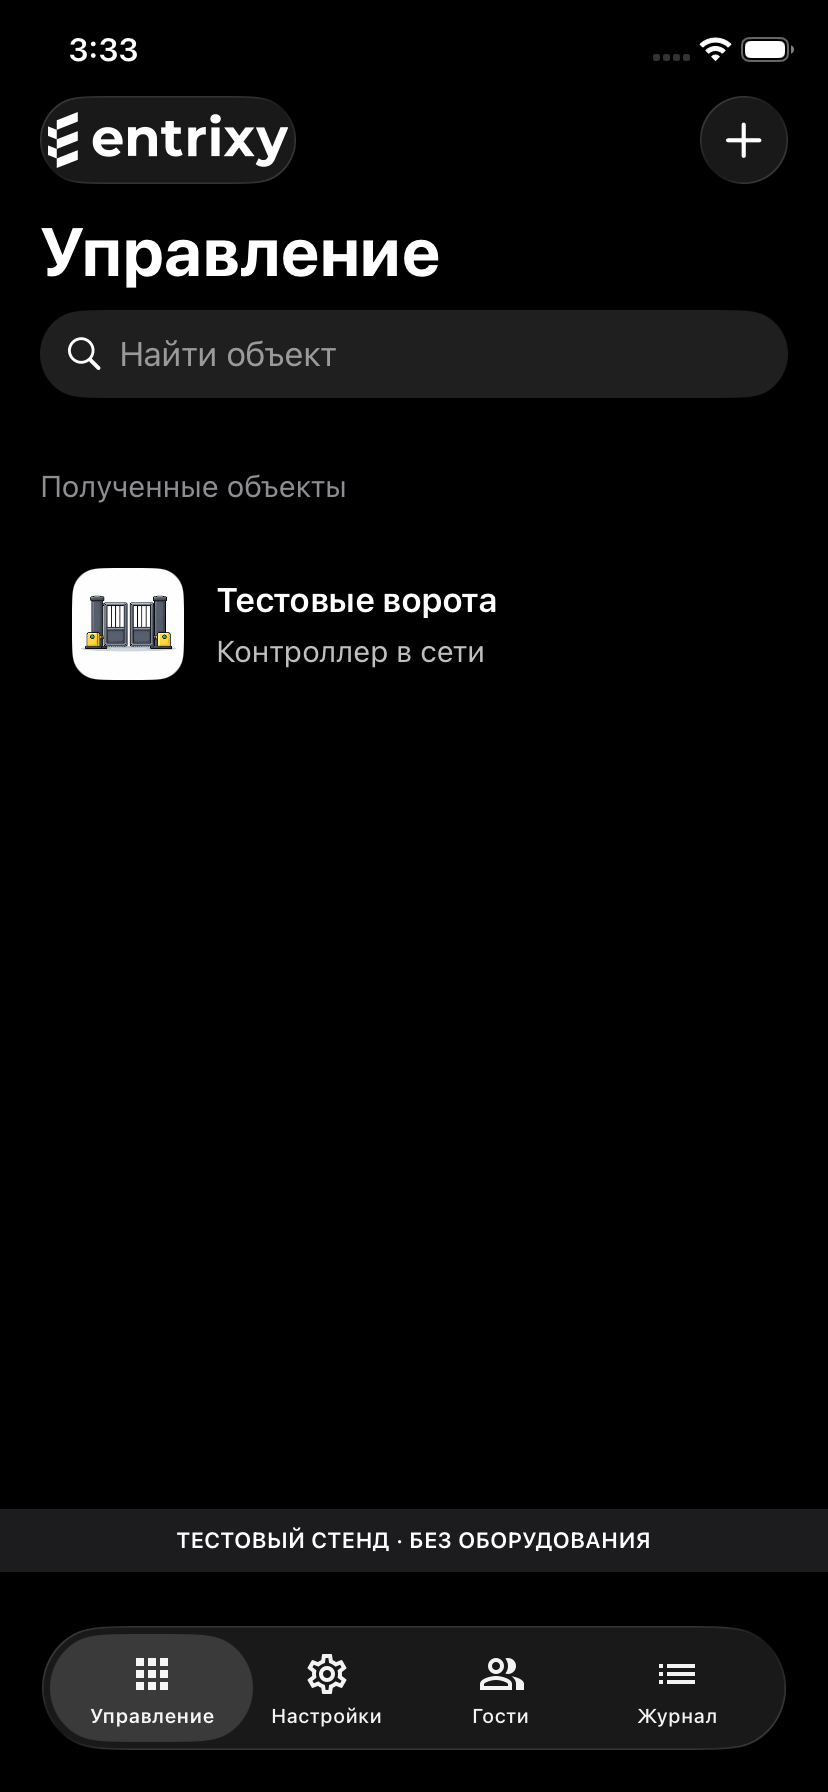 3:33
entrixy
Управление
Найти объект
Полученные объекты
Тестовые ворота
Контроллер в сети
ТЕСТОВЫЙ СТЕНД · БЕЗ ОБОРУДОВАНИЯ
Управление
Настройки
Гости
Журнал